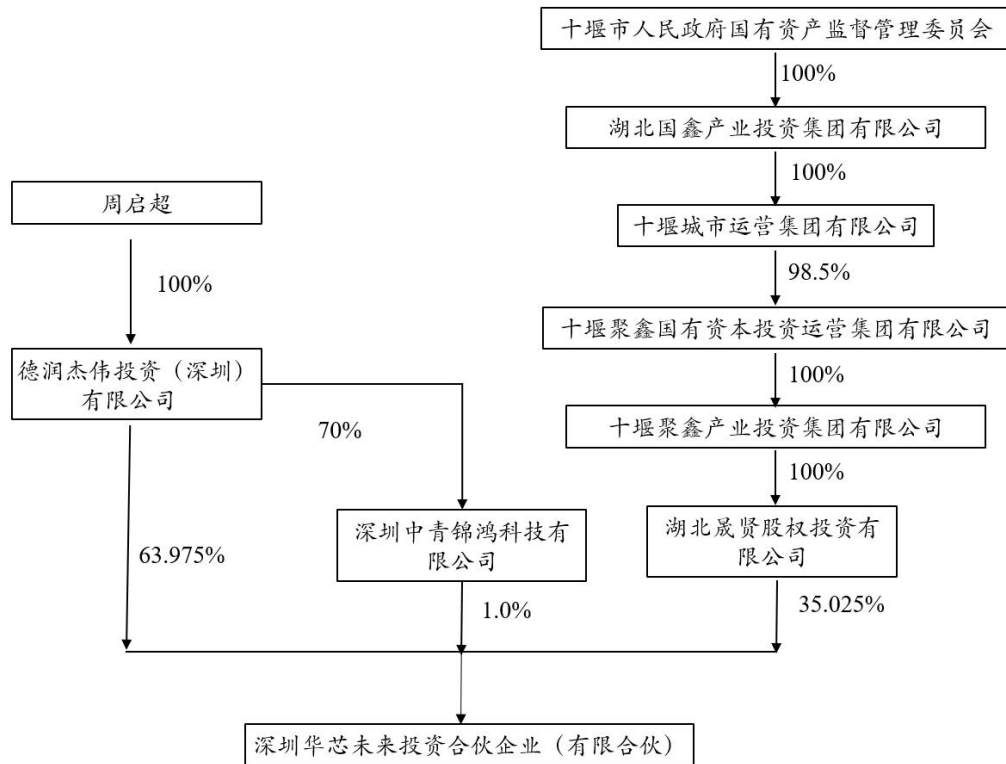 十堰市人民政府国有资产监督管理委员会
100%
湖北国鑫产业投资集团有限公司
100%
周启超
十堰城市运营集团有限公司
100%
98.5%
十堰聚鑫国有资本投资运营集团有限公司
德润杰伟投资（深圳）
有限公司
100%
70%
十堰聚鑫产业投资集团有限公司
100%
深圳中青锦鸿科技有
限公司
湖北晟贤股权投资有
限公司
63.975%
1.0%
35.025%
深圳华芯未来投资合伙企业（有限合伙）